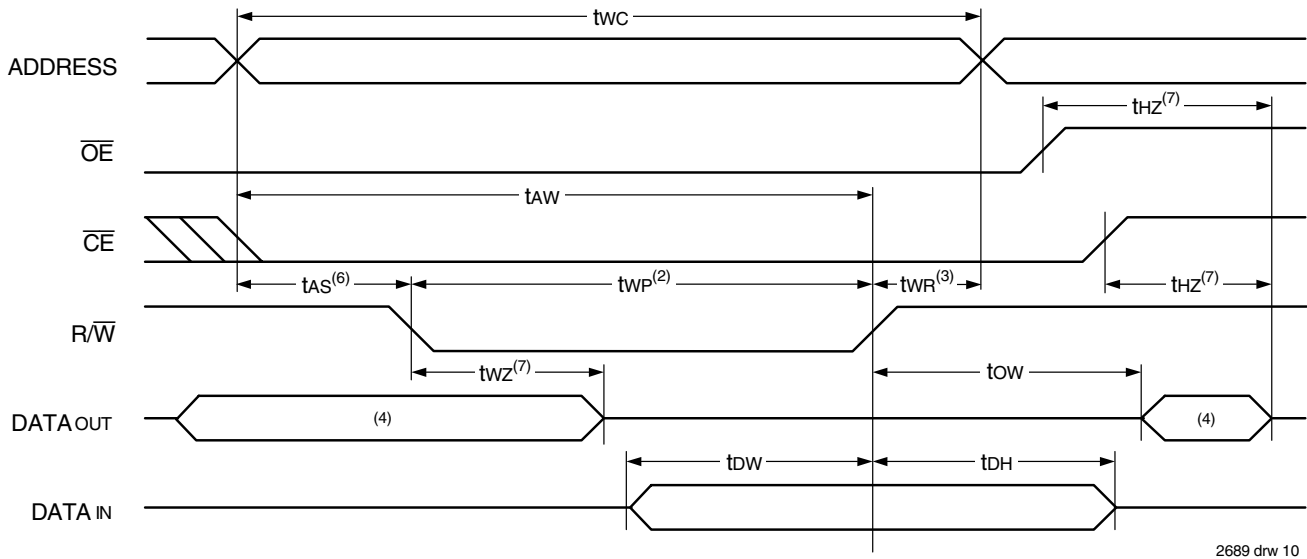 tWC
ADDRESS
tHZ(7)
OE
tAW
CE
tAS(6) tWP(2) tWR(3) tHZ(7)
R/W
tWZ(7) tOW
DATA OUT (4) (4)
tDW tDH
DATA IN
2689 drw 10